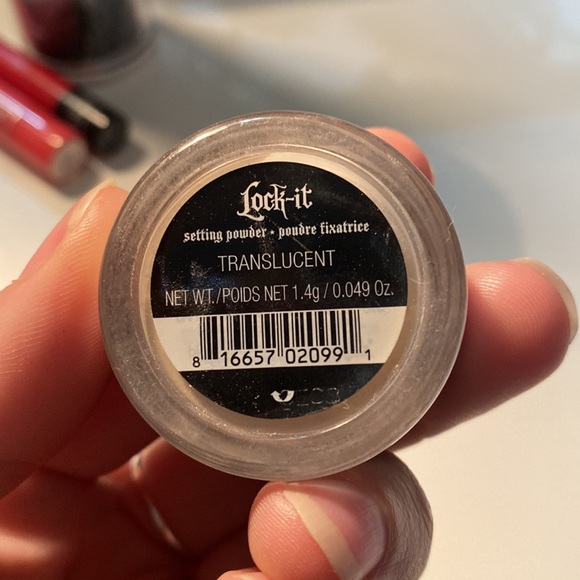 Lock-it
setting powder • poudre fixatrice
TRANSLUCENT
NET WT./POIDS NET 1.4g / 0.049 Oz.
8 16657 02099 1